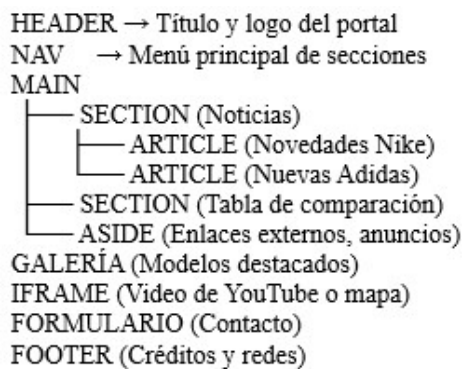 HEADER → Título y logo del portal
NAV → Menú principal de secciones
MAIN
├── SECTION (Noticias)
│ ├── ARTICLE (Novedades Nike)
│ └── ARTICLE (Nuevas Adidas)
├── SECTION (Tabla de comparación)
└── ASIDE (Enlaces externos, anuncios)
GALERÍA (Modelos destacados)
IFRAME (Video de YouTube o mapa)
FORMULARIO (Contacto)
FOOTER (Créditos y redes)